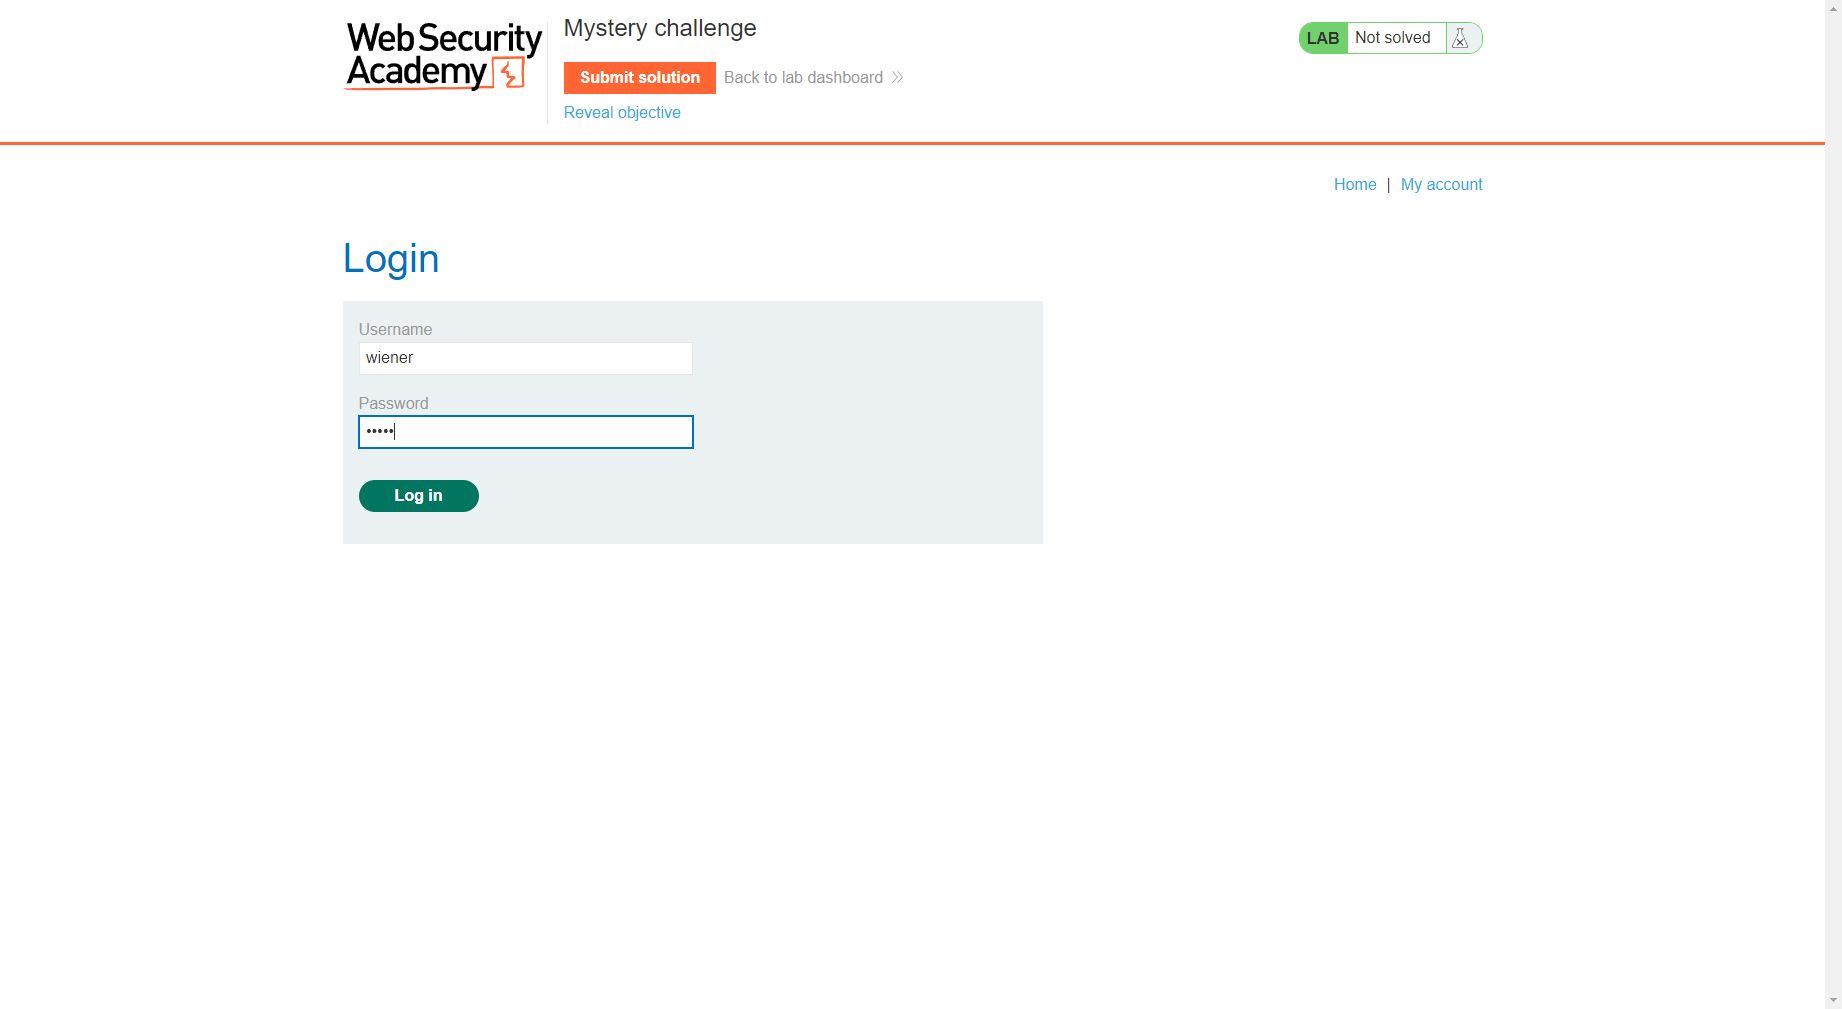 Web Security
Academy
Mystery challenge
Submit solution
Back to lab dashboard
Reveal objective
LAB
Not solved
Home | My account
Login
Username
wiener
Password
•••••
Log in